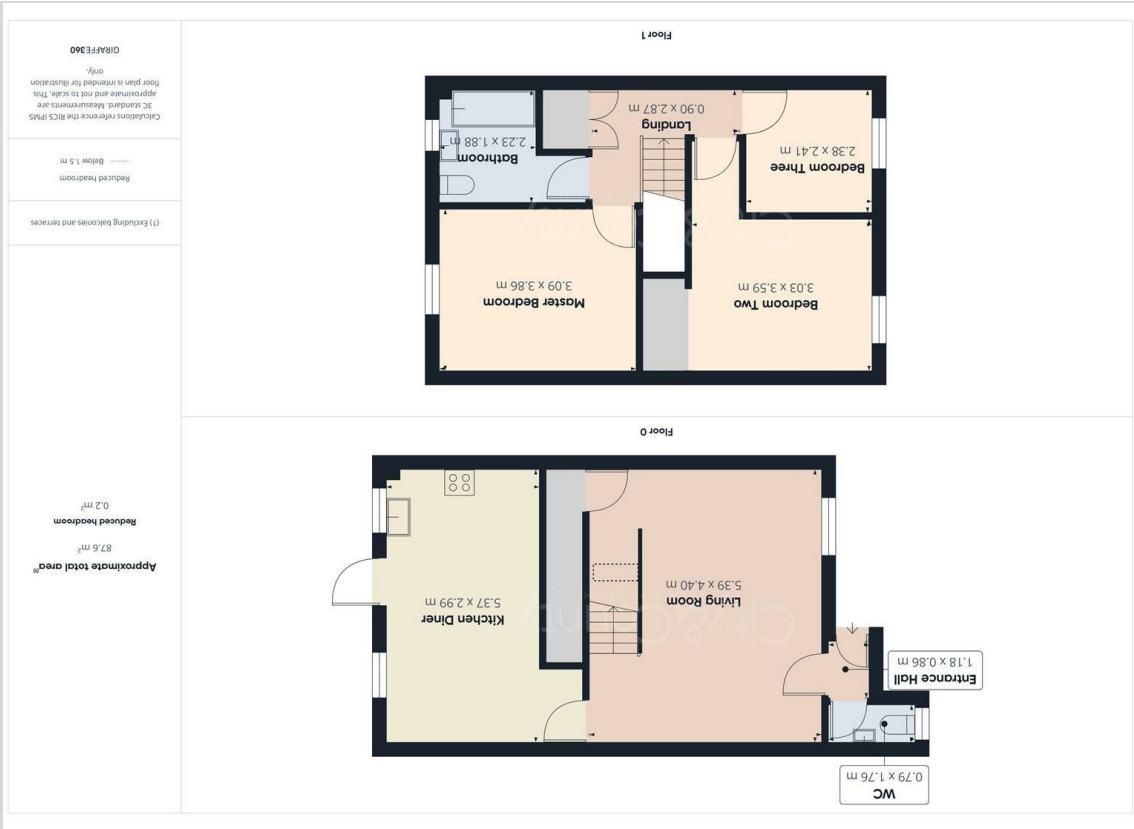 WC
0.79 x 1.76 m
Entrance Hall
1.18 x 0.86 m
Living Room
5.39 x 4.40 m
Kitchen Diner
5.37 x 2.99 m
City&County
Floor 0
Bedroom Two
3.03 x 3.59 m
Master Bedroom
3.09 x 3.86 m
Bedroom Three
2.38 x 2.41 m
Landing
0.90 x 2.87 m
Bathroom
2.23 x 1.88 m
City&County
Floor 1
Approximate total area⁽¹⁾
87.6 m²
Reduced headroom
0.2 m²
(1) Excluding balconies and terraces
Reduced headroom
Below 1.5 m
Calculations reference the RICS IPMS
3C standard. Measurements are
approximate and not to scale. This
floor plan is intended for illustration
only.
GIRAFFE360